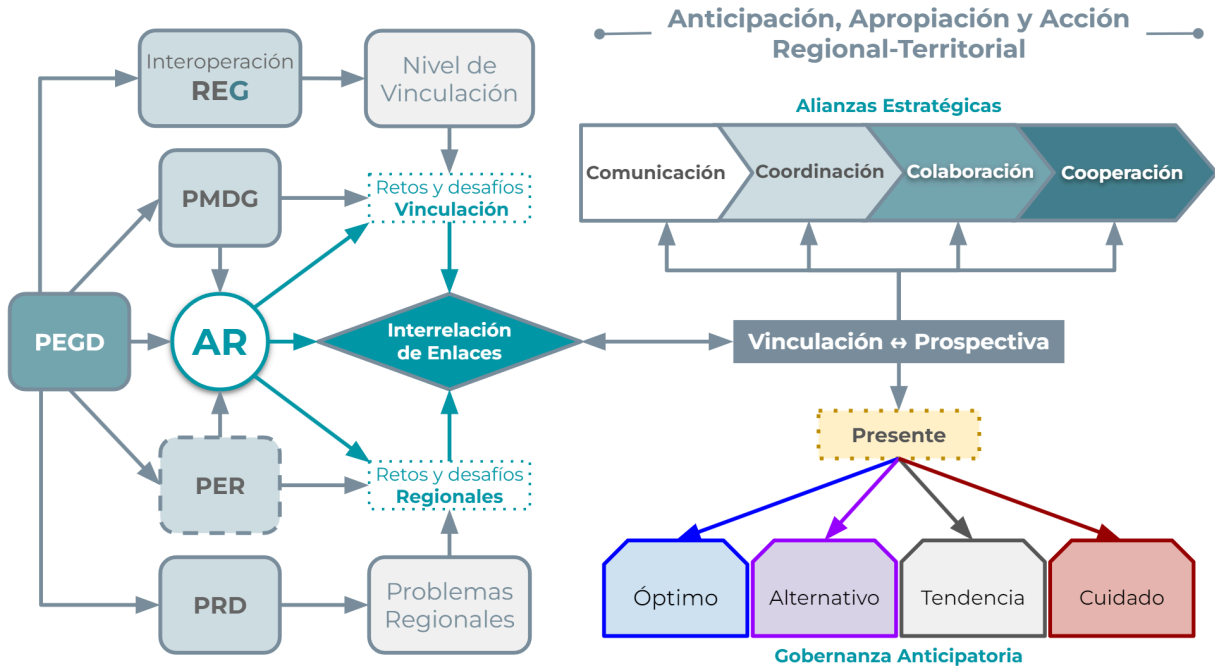 Anticipación, Apropiación y Acción
Regional-Territorial
Interoperación
REG
Nivel de
Vinculación
PMDG
Retos y desafíos
Vinculación
PEGD
AR
Interrelación
de Enlaces
PER
Retos y desafíos
Regionales
PRD
Problemas
Regionales
Alianzas Estratégicas
Comunicación
Coordinación
Colaboración
Cooperación
Vinculación ↔ Prospectiva
Presente
Óptimo
Alternativo
Tendencia
Cuidado
Gobernanza Anticipatoria